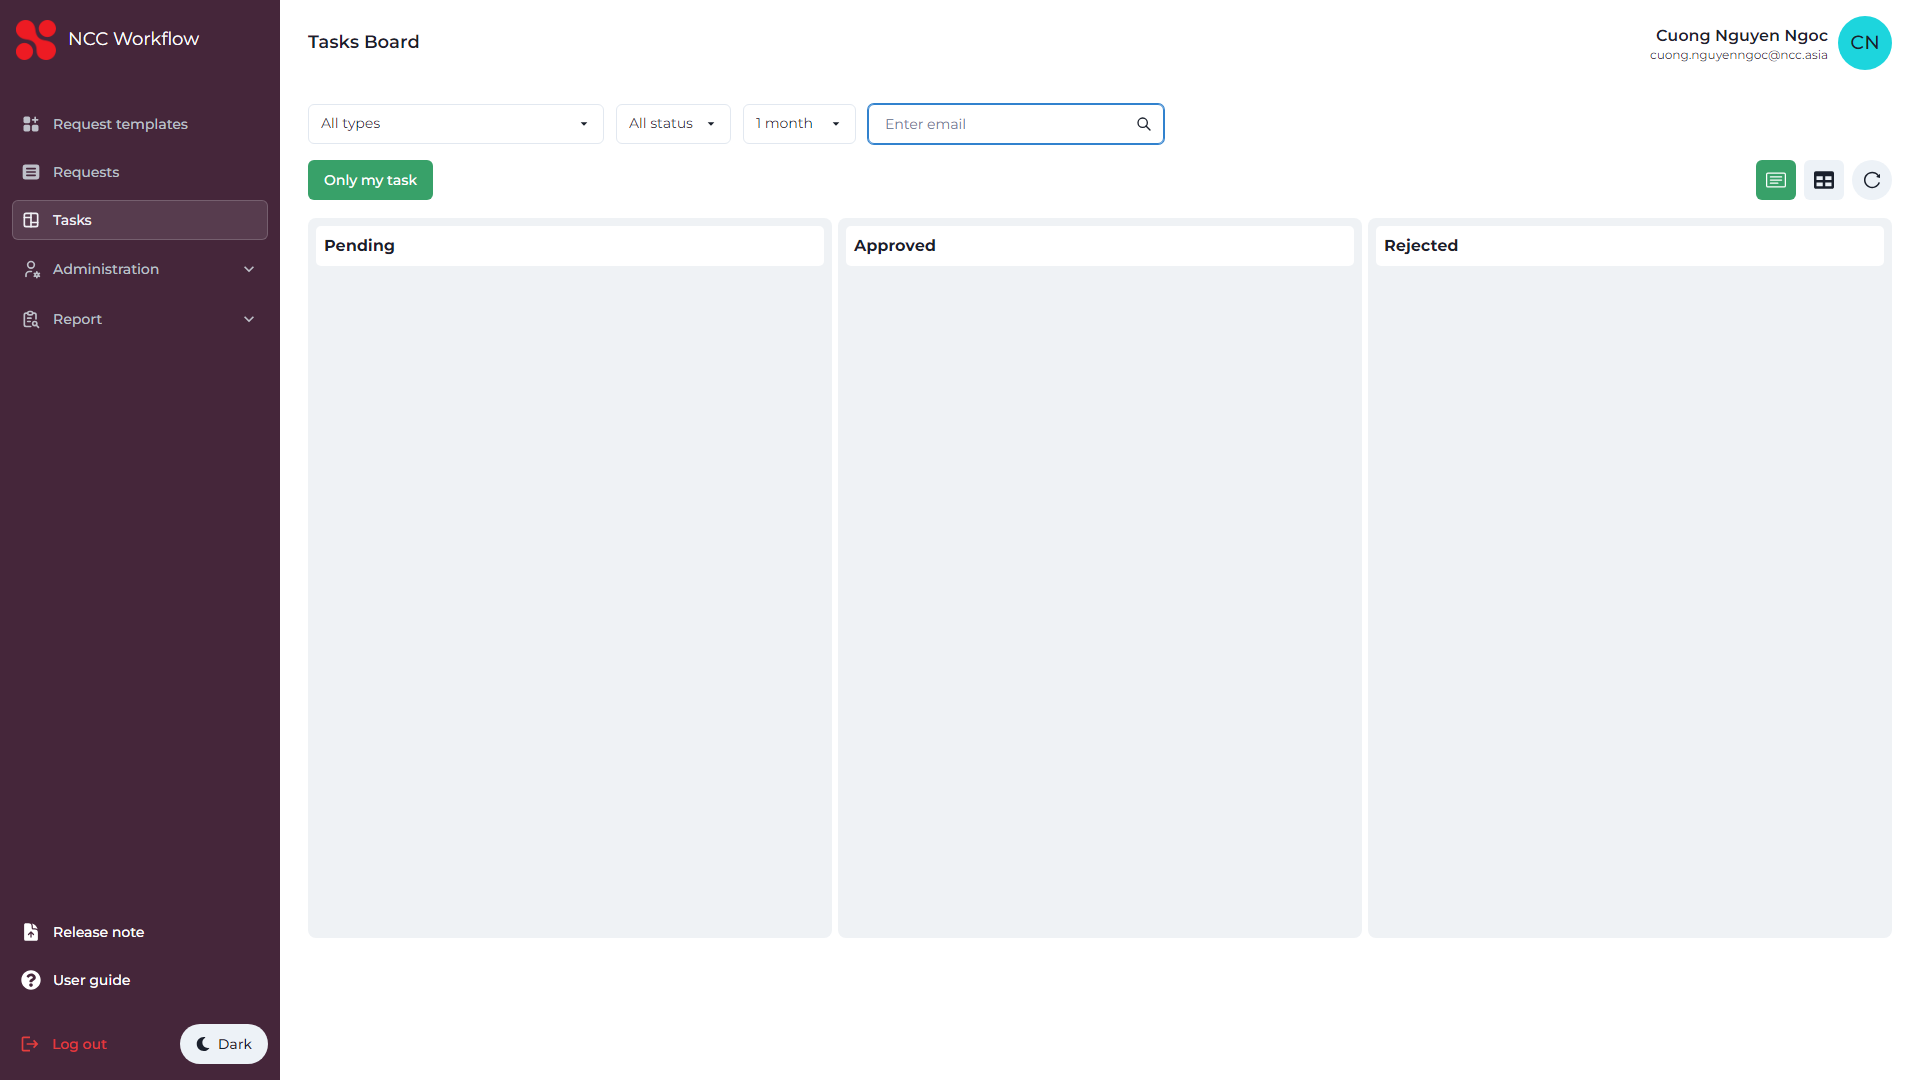 NCC Workflow
Request templates
Requests
Tasks
Administration
Report
Release note
User guide
Log out
Dark
Tasks Board
Cuong Nguyen Ngoc
cuong.nguyenngoc@ncc.asia
CN
All types
All status
1 month
Enter email
Only my task
Pending
Approved
Rejected